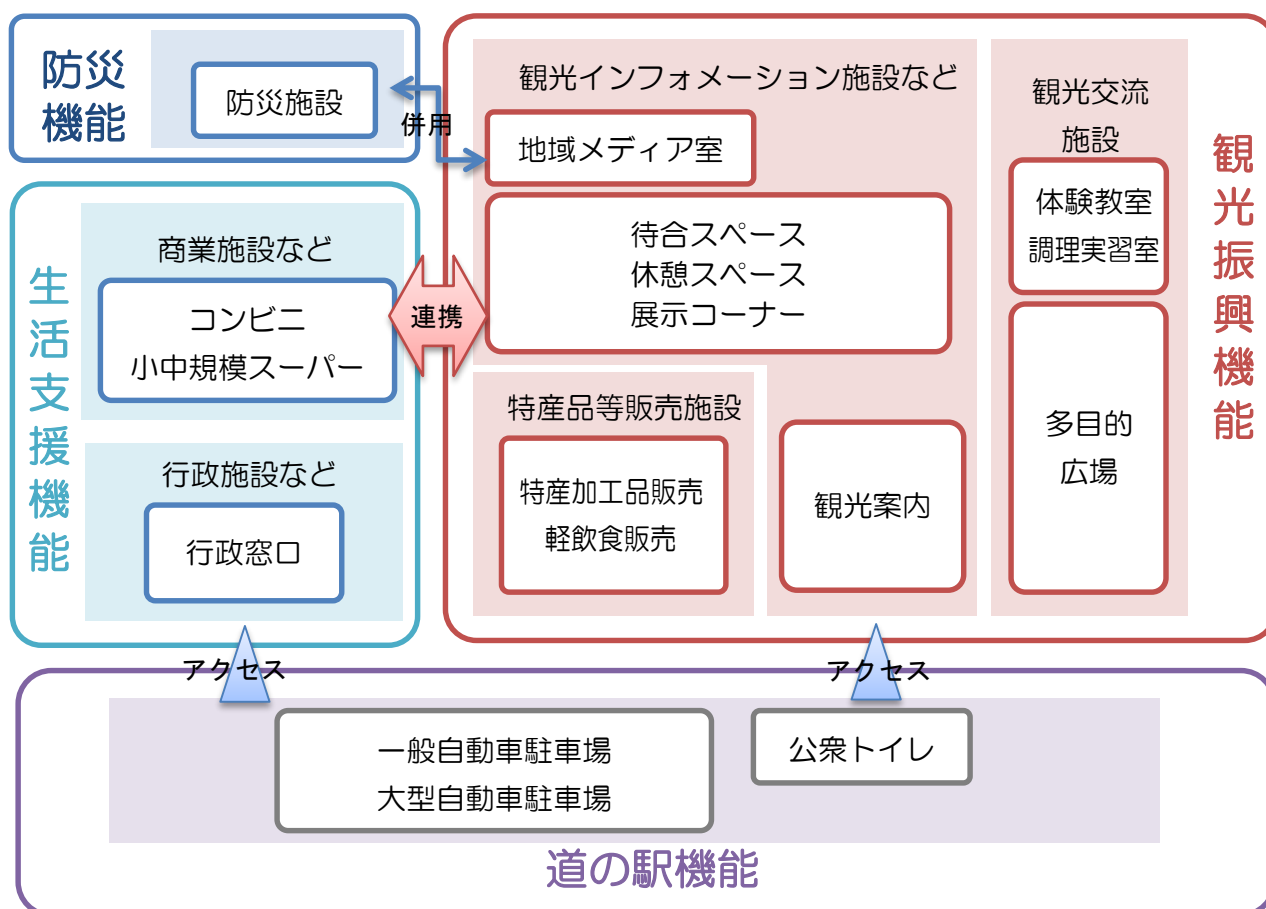 防災
機能
防災施設
併用
観光インフォメーション施設など
地域メディア室
待合スペース
休憩スペース
展示コーナー
観光交流
施設
体験教室
調理実習室
多目的
広場
観光振興機能
生活支援機能
商業施設など
コンビニ
小中規模スーパー
連携
行政施設など
行政窓口
特産品等販売施設
特産加工品販売
軽飲食販売
観光案内
アクセス
アクセス
一般自動車駐車場
大型自動車駐車場
公衆トイレ
道の駅機能